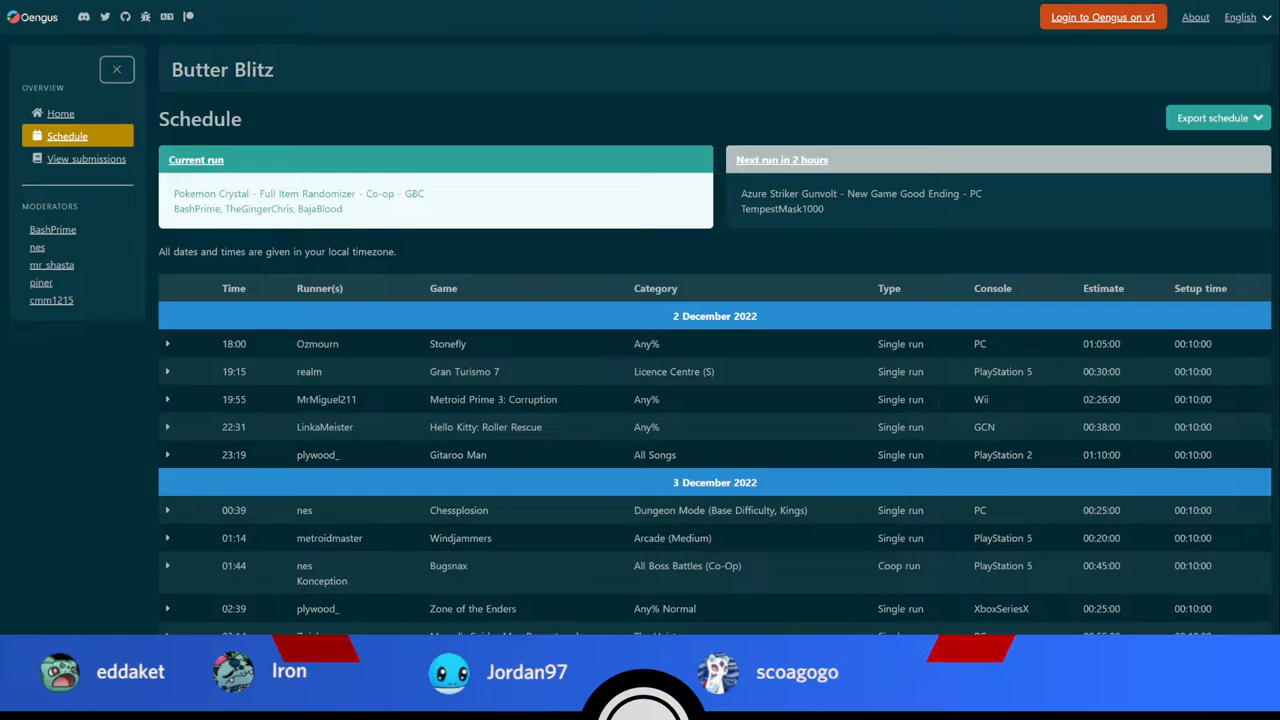 Oengus
Login to Oengus on v1
About
English
OVERVIEW
Home
Schedule
View submissions
MODERATORS
BashPrime
nes
mr_shasta
piner
cmm1215
Butter Blitz
Schedule
Export schedule
Current run
Pokemon Crystal - Full Item Randomizer - Co-op - GBC
BashPrime, TheGingerChris, BajaBlood
Next run in 2 hours
Azure Striker Gunvolt - New Game Good Ending - PC
TempestMask1000
All dates and times are given in your local timezone.
Time Runner(s) Game Category Type Console Estimate Setup time
2 December 2022
18:00 Ozmourn Stonefly Any% Single run PC 01:05:00 00:10:00
19:15 realm Gran Turismo 7 Licence Centre (S) Single run PlayStation 5 00:30:00 00:10:00
19:55 MrMiguel211 Metroid Prime 3: Corruption Any% Single run Wii 02:26:00 00:10:00
22:31 LinkaMeister Hello Kitty: Roller Rescue Any% Single run GCN 00:38:00 00:10:00
23:19 plywood_ Gitaroo Man All Songs Single run PlayStation 2 01:10:00 00:10:00
3 December 2022
00:39 nes Chessplosion Dungeon Mode (Base Difficulty, Kings) Single run PC 00:25:00 00:10:00
01:14 metroidmaster Windjammers Arcade (Medium) Single run PlayStation 5 00:20:00 00:10:00
01:44 nes Bugsnax All Boss Battles (Co-Op) Coop run PlayStation 5 00:45:00 00:10:00
Konception
02:39 plywood_ Zone of the Enders Any% Normal Single run XboxSeriesX 00:25:00 00:10:00
eddaket Iron Jordan97 scoagogo